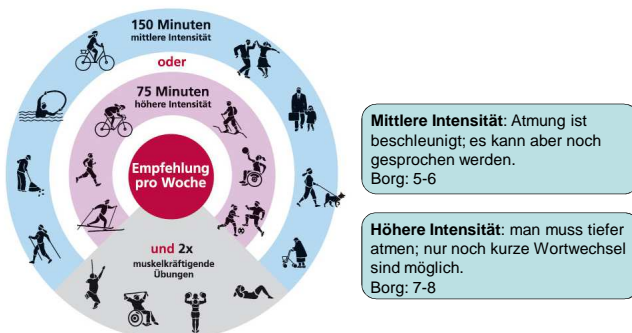 150 Minuten
mittlere Intensität
oder
75 Minuten
höhere Intensität
Empfehlung
pro Woche
und 2x
muskelkräftigende
Übungen
Mittlere Intensität: Atmung ist
beschleunigt; es kann aber noch
gesprochen werden.
Borg: 5-6
Höhere Intensität: man muss tiefer
atmen; nur noch kurze Wortwechsel
sind möglich.
Borg: 7-8